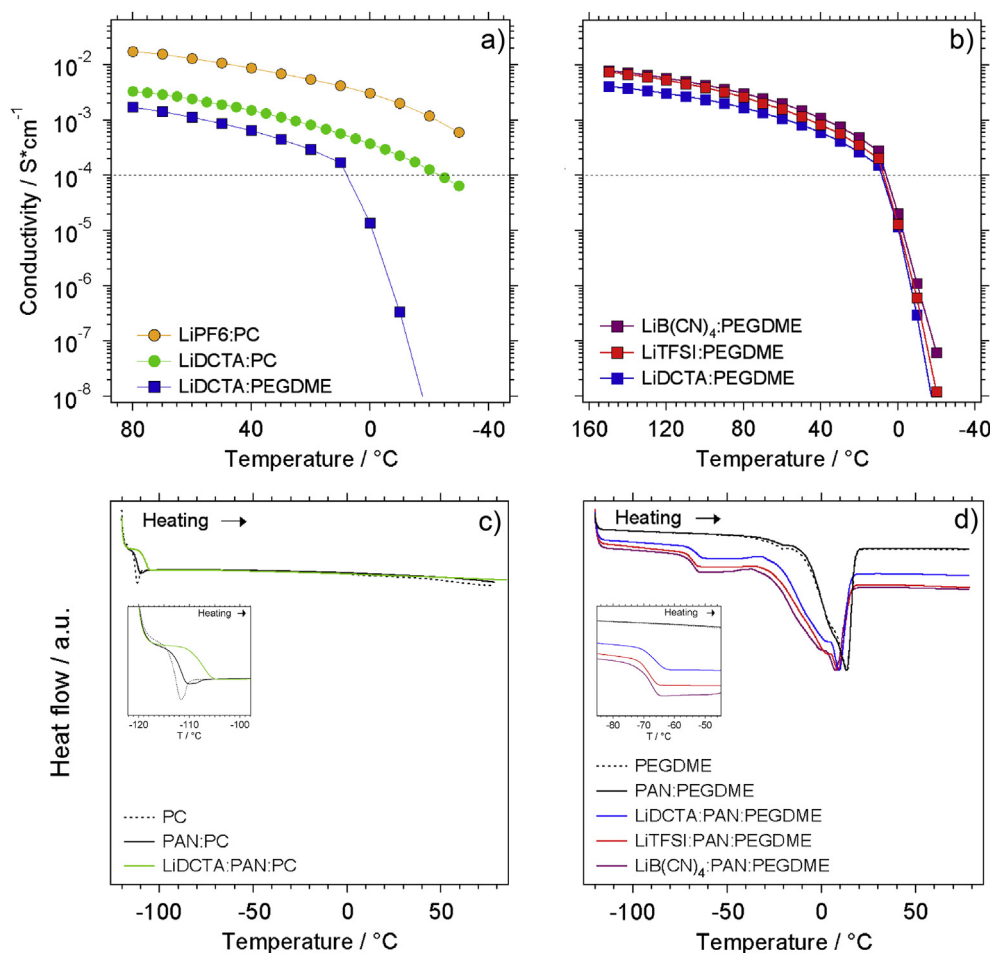 a)
Conductivity / S*cm-1
10-2
10-3
10-4
10-5
10-6
10-7
10-8
LiPF6:PC
LiDCTA:PC
LiDCTA:PEGDME
80 40 0 -40
Temperature / °C
b)
LiB(CN)4:PEGDME
LiTFSI:PEGDME
LiDCTA:PEGDME
160 120 80 40 0 -40
Temperature / °C
c)
Heating →
Heat flow / a.u.
Heating →
-120 -110 -100
T / °C
PC
PAN:PC
LiDCTA:PAN:PC
-100 -50 0 50
Temperature / °C
d)
Heating →
Heating →
-80 -70 -60 -50
T / °C
PEGDME
PAN:PEGDME
LiDCTA:PAN:PEGDME
LiTFSI:PAN:PEGDME
LiB(CN)4:PAN:PEGDME
-100 -50 0 50
Temperature / °C